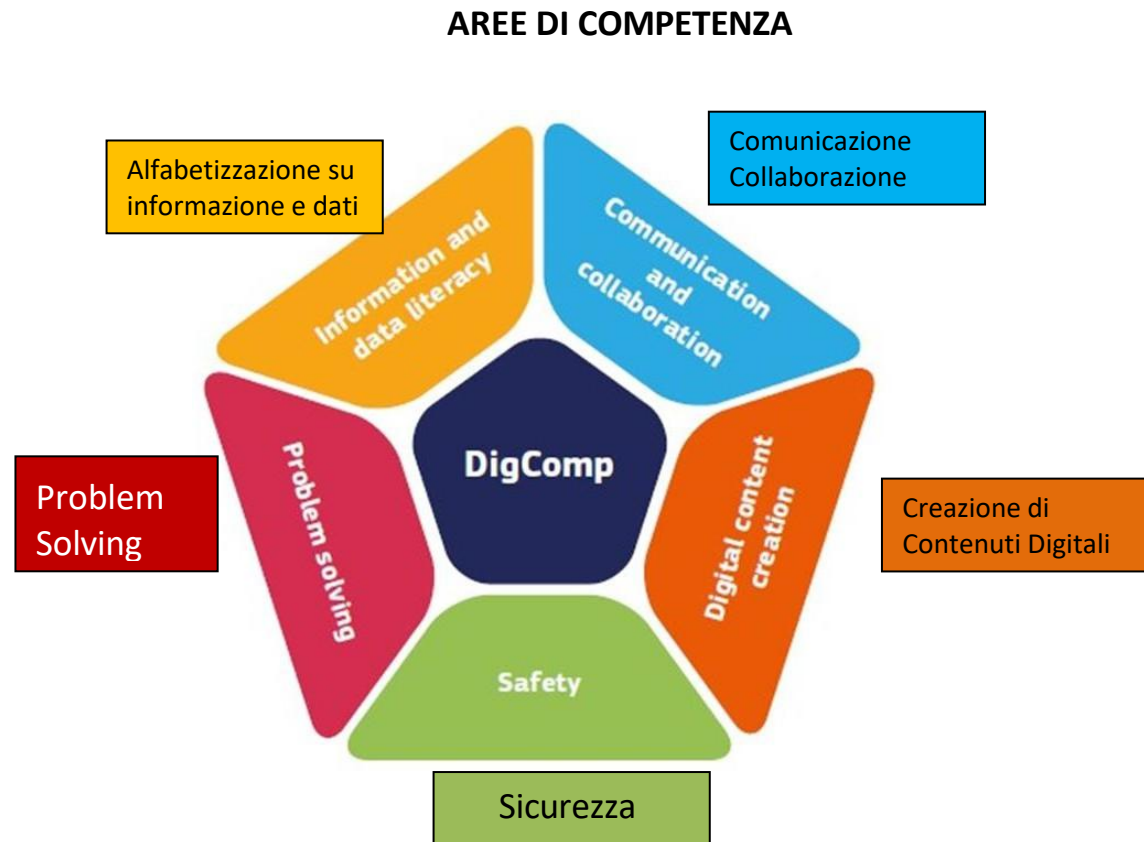 AREE DI COMPETENZA
Alfabetizzazione su
informazione e dati
Comunicazione
Collaborazione
Information and
data literacy
Communication
and
collaboration
Problem
Solving
Problem solving
DigComp
Digital content
creation
Creazione di
Contenuti Digitali
Safety
Sicurezza